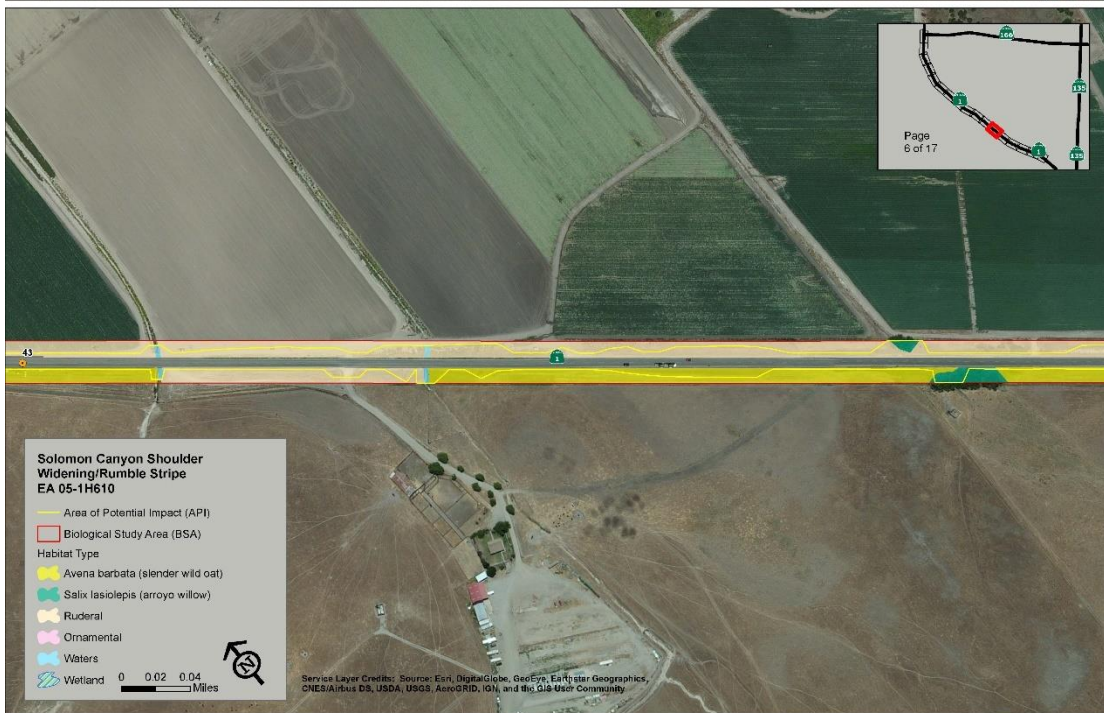 166
1
135
Page
6 of 17
1
135
43
1
Solomon Canyon Shoulder
Widening/Rumble Stripe
EA 05-1H610
Area of Potential Impact (API)
Biological Study Area (BSA)
Habitat Type
Avena barbata (slender wild oat)
Salix lasiolepis (arroyo willow)
Ruderal
Ornamental
Waters
Wetland
0 0.02 0.04
Miles
N
Service Layer Credits: Source: Esri, DigitalGlobe, GeoEye, Earthstar Geographics,
CNES/Airbus DS, USDA, USGS, AeroGRID, IGN, and the GIS User Community